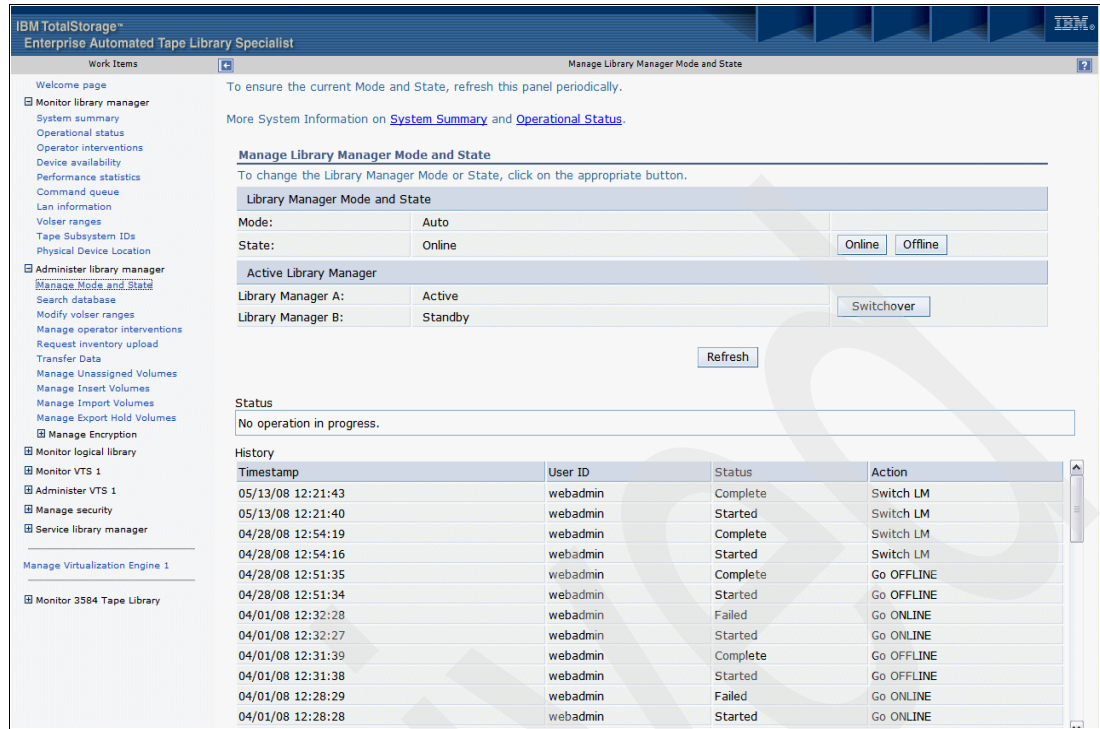 IBM TotalStorage™
Enterprise Automated Tape Library Specialist
IBM®
Work Items
Manage Library Manager Mode and State
?
Welcome page
Monitor library manager
System summary
Operational status
Operator interventions
Device availability
Performance statistics
Command queue
Lan information
Volser ranges
Tape Subsystem IDs
Physical Device Location
Administer library manager
Manage Mode and State
Search database
Modify volser ranges
Manage operator interventions
Request inventory upload
Transfer Data
Manage Unassigned Volumes
Manage Insert Volumes
Manage Import Volumes
Manage Export Hold Volumes
Manage Encryption
Monitor logical library
Monitor VTS 1
Administer VTS 1
Manage security
Service library manager
Manage Virtualization Engine 1
Monitor 3584 Tape Library
To ensure the current Mode and State, refresh this panel periodically.
More System Information on System Summary and Operational Status.
Manage Library Manager Mode and State
To change the Library Manager Mode or State, click on the appropriate button.
Library Manager Mode and State
Mode: Auto
State: Online Online Offline
Active Library Manager
Library Manager A: Active
Switchover
Library Manager B: Standby
Refresh
Status
No operation in progress.
History
Timestamp User ID Status Action
05/13/08 12:21:43 webadmin Complete Switch LM
05/13/08 12:21:40 webadmin Started Switch LM
04/28/08 12:54:19 webadmin Complete Switch LM
04/28/08 12:54:16 webadmin Started Switch LM
04/28/08 12:51:35 webadmin Complete Go OFFLINE
04/28/08 12:51:34 webadmin Started Go OFFLINE
04/01/08 12:32:28 webadmin Failed Go ONLINE
04/01/08 12:32:27 webadmin Started Go ONLINE
04/01/08 12:31:39 webadmin Complete Go OFFLINE
04/01/08 12:31:38 webadmin Started Go OFFLINE
04/01/08 12:28:29 webadmin Failed Go ONLINE
04/01/08 12:28:28 webadmin Started Go ONLINE